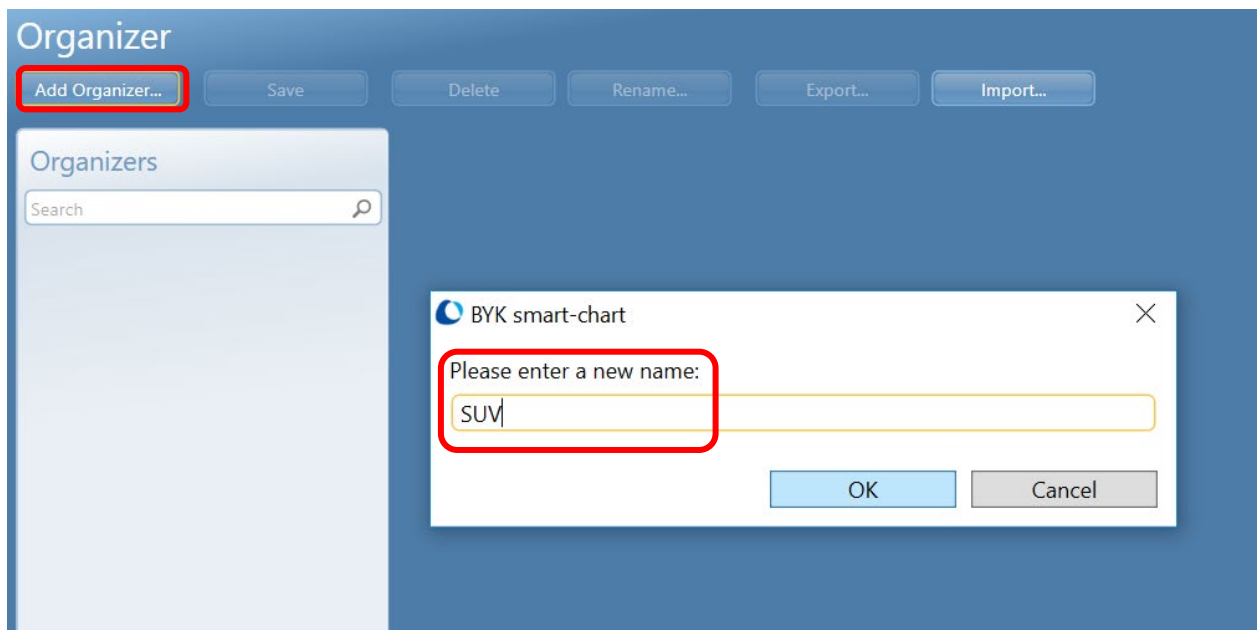 Organizer
Add Organizer... Save Delete Rename... Export... Import...
Organizers
Search
BYK smart-chart
Please enter a new name:
SUV
OK Cancel